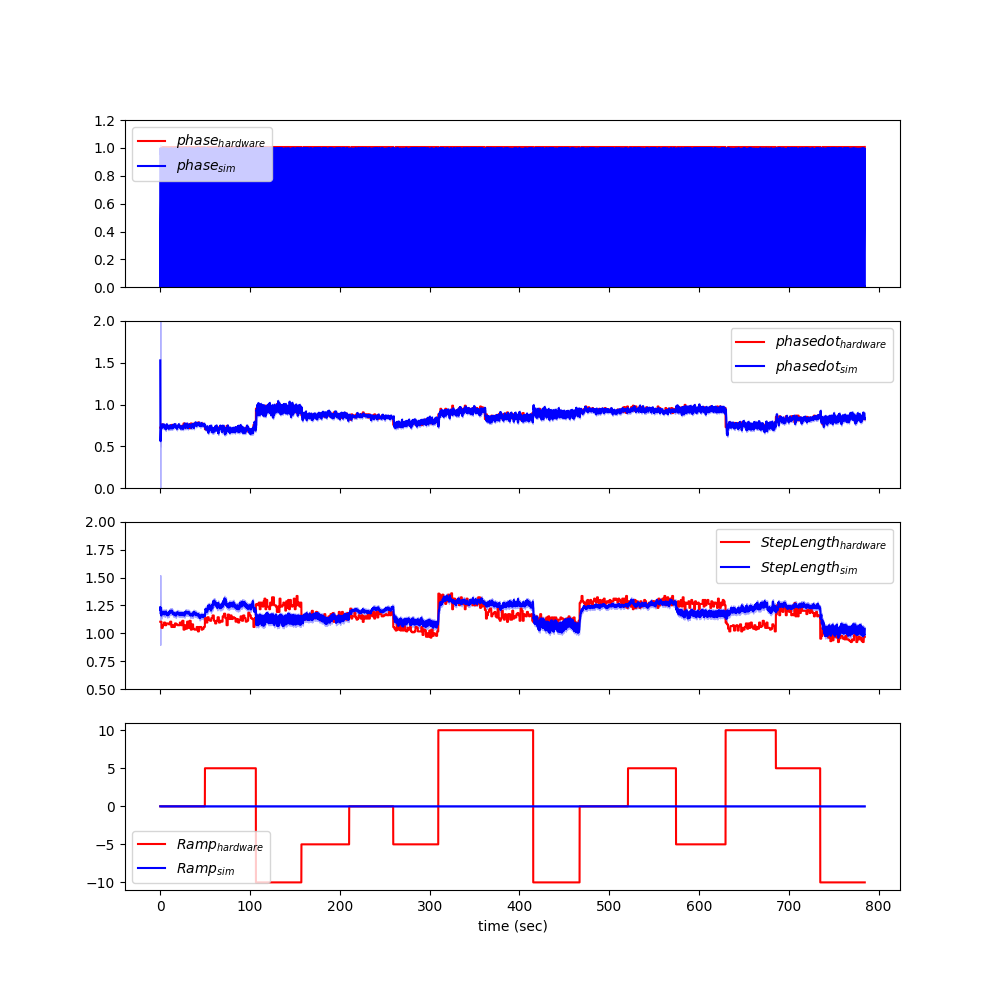 1.2
1.0
0.8
0.6
0.4
0.2
0.0
phase_hardware
phase_sim
2.0
1.5
1.0
0.5
0.0
phasedot_hardware
phasedot_sim
2.00
1.75
1.50
1.25
1.00
0.75
0.50
StepLength_hardware
StepLength_sim
10
5
0
−5
−10
Ramp_hardware
Ramp_sim
0 100 200 300 400 500 600 700 800
time (sec)